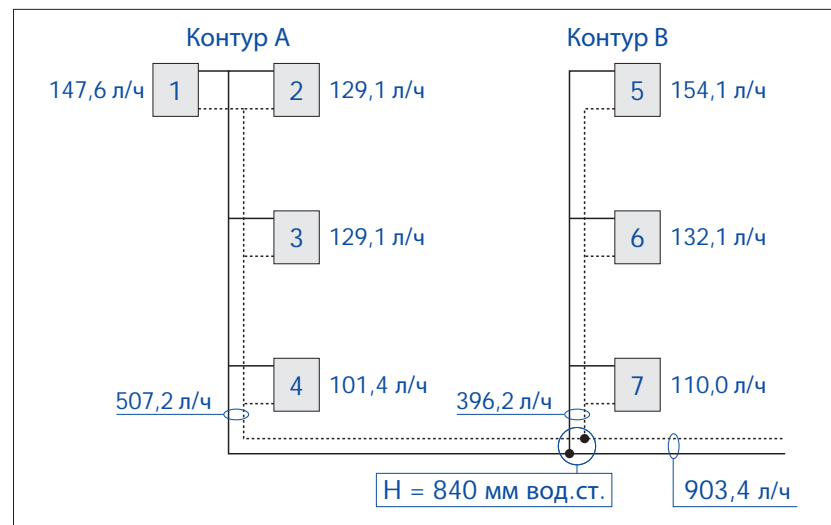 Контур А
Контур В
147,6 л/ч
1
2
129,1 л/ч
5
154,1 л/ч
3
129,1 л/ч
6
132,1 л/ч
4
101,4 л/ч
7
110,0 л/ч
507,2 л/ч
396,2 л/ч
H = 840 мм вод.ст.
903,4 л/ч